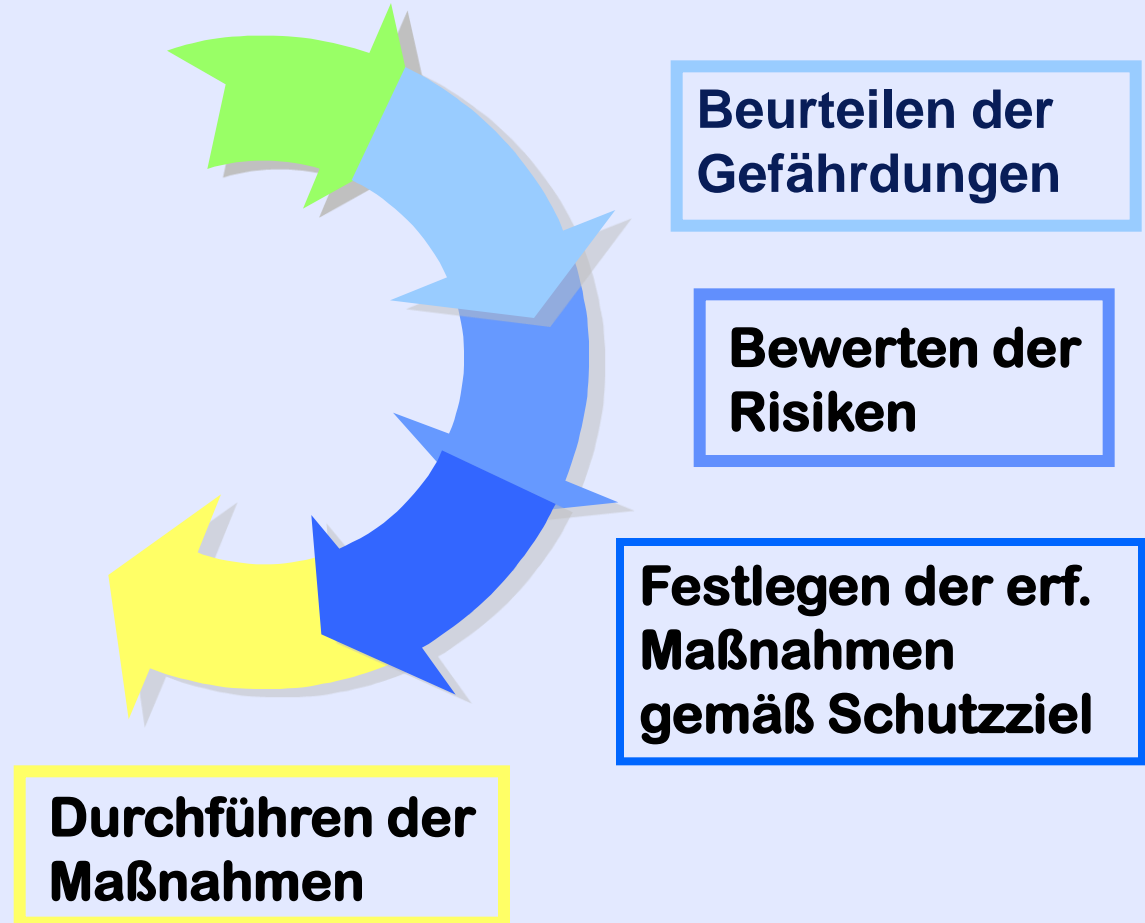 Beurteilen der
Gefährdungen
Bewerten der
Risiken
Festlegen der erf.
Maßnahmen
gemäß Schutzziel
Durchführen der
Maßnahmen